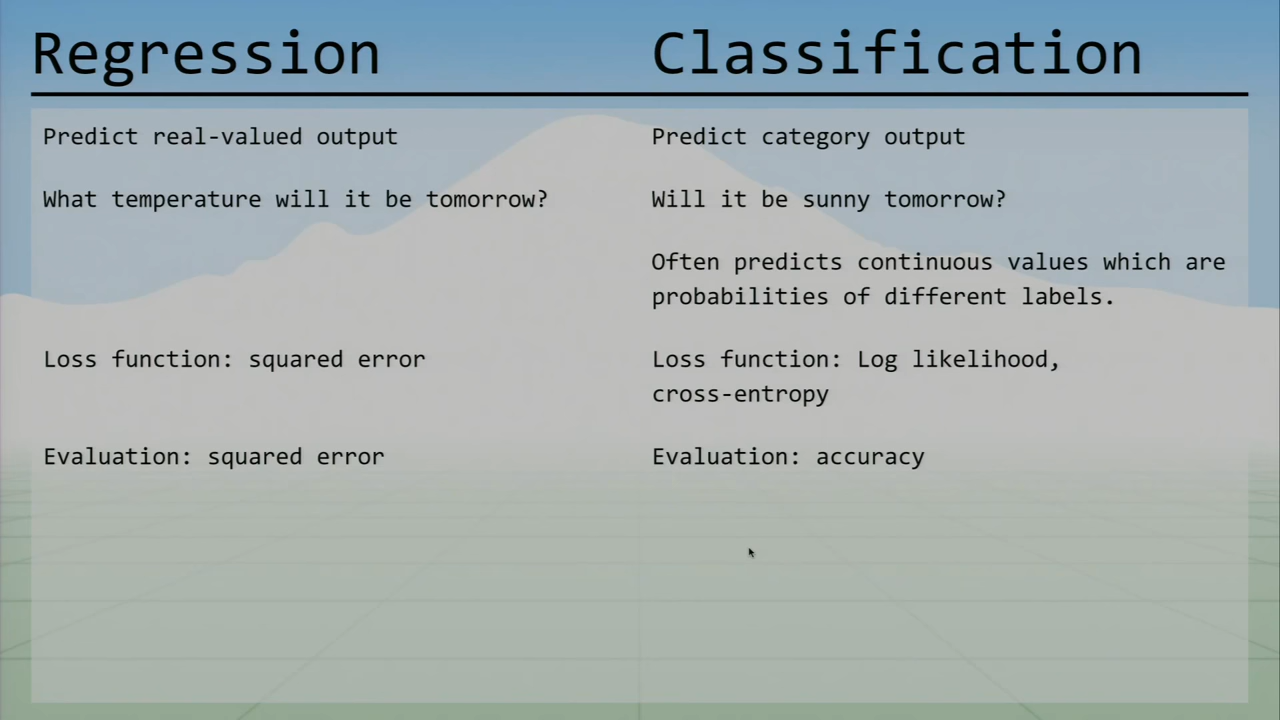 Regression
Classification
Predict real-valued output
What temperature will it be tomorrow?
Loss function: squared error
Evaluation: squared error
Predict category output
Will it be sunny tomorrow?
Often predicts continuous values which are
probabilities of different labels.
Loss function: Log likelihood,
cross-entropy
Evaluation: accuracy